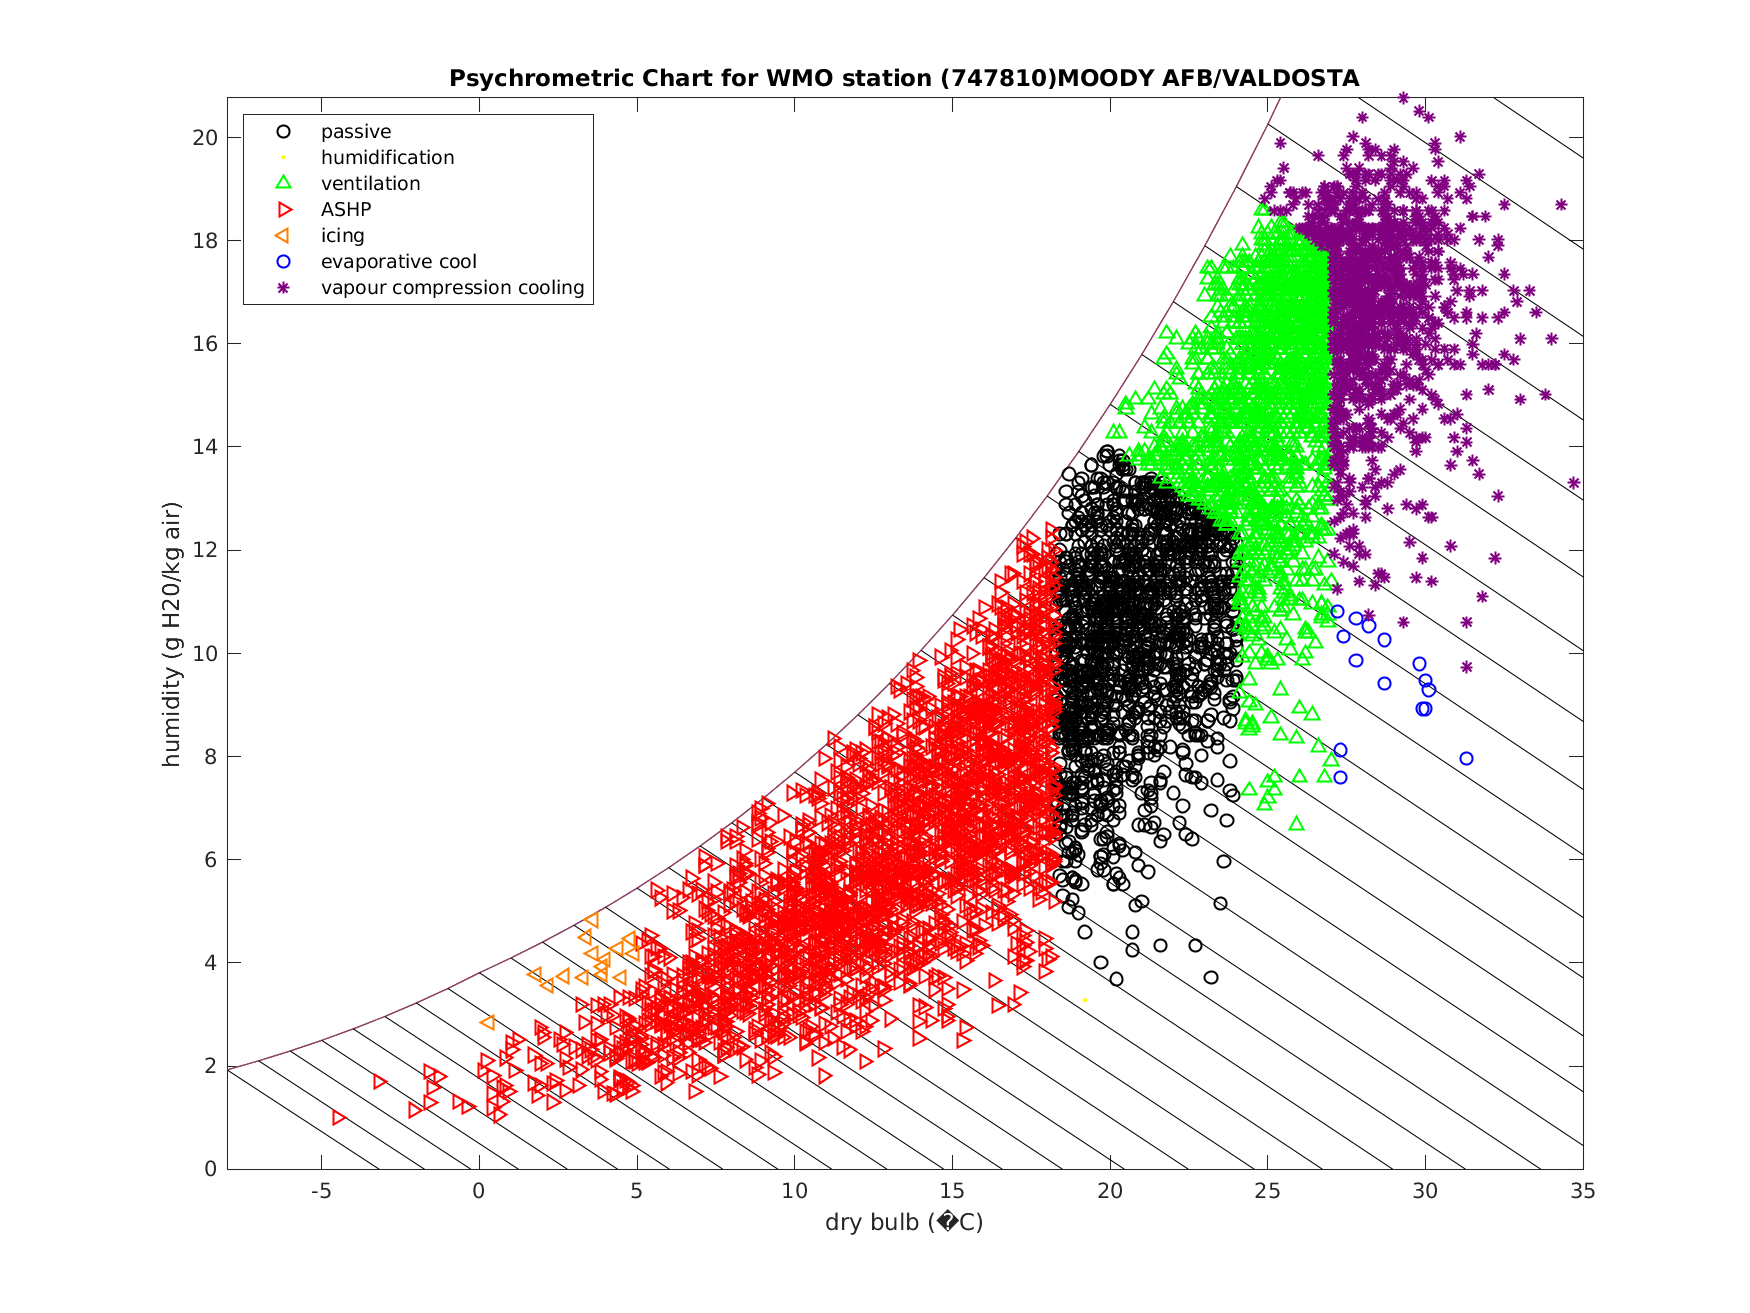 Psychrometric Chart for WMO station (747810)MOODY AFB/VALDOSTA
passive
humidification
ventilation
ASHP
icing
evaporative cool
vapour compression cooling
humidity (g H20/kg air)
20
18
16
14
12
10
8
6
4
2
0
-5
0
5
10
15
20
25
30
35
dry bulb (�C)